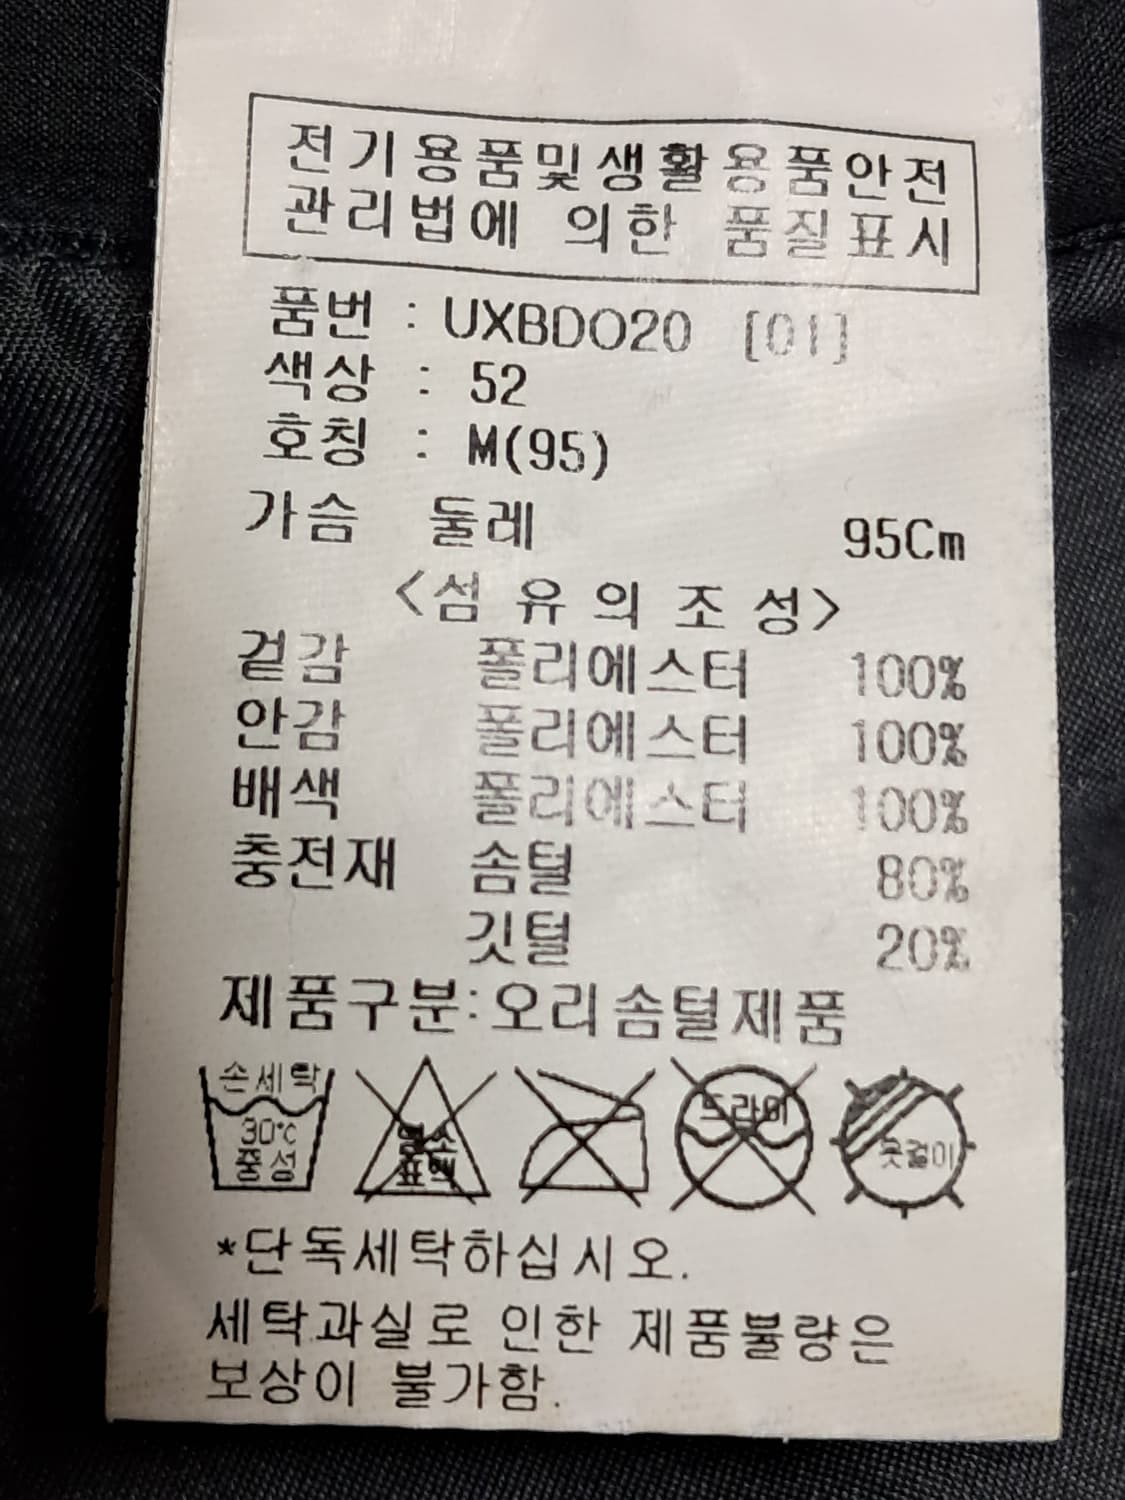 전기용품및생활용품안전
관리법에 의한 품질표시
품번 : UXBDO20 [01]
색상 : 52
호칭 : M(95)
가슴 둘레 95Cm
<섬 유 의 조 성>
겉감 폴리에스터 100%
안감 폴리에스터 100%
배색 폴리에스터 100%
충전재 솜털 80%
깃털 20%
제품구분:오리솜털제품
손세탁
30℃
중성
염소
표백
드라이
옷걸이
*단독세탁하십시오.
세탁과실로 인한 제품불량은
보상이 불가함.